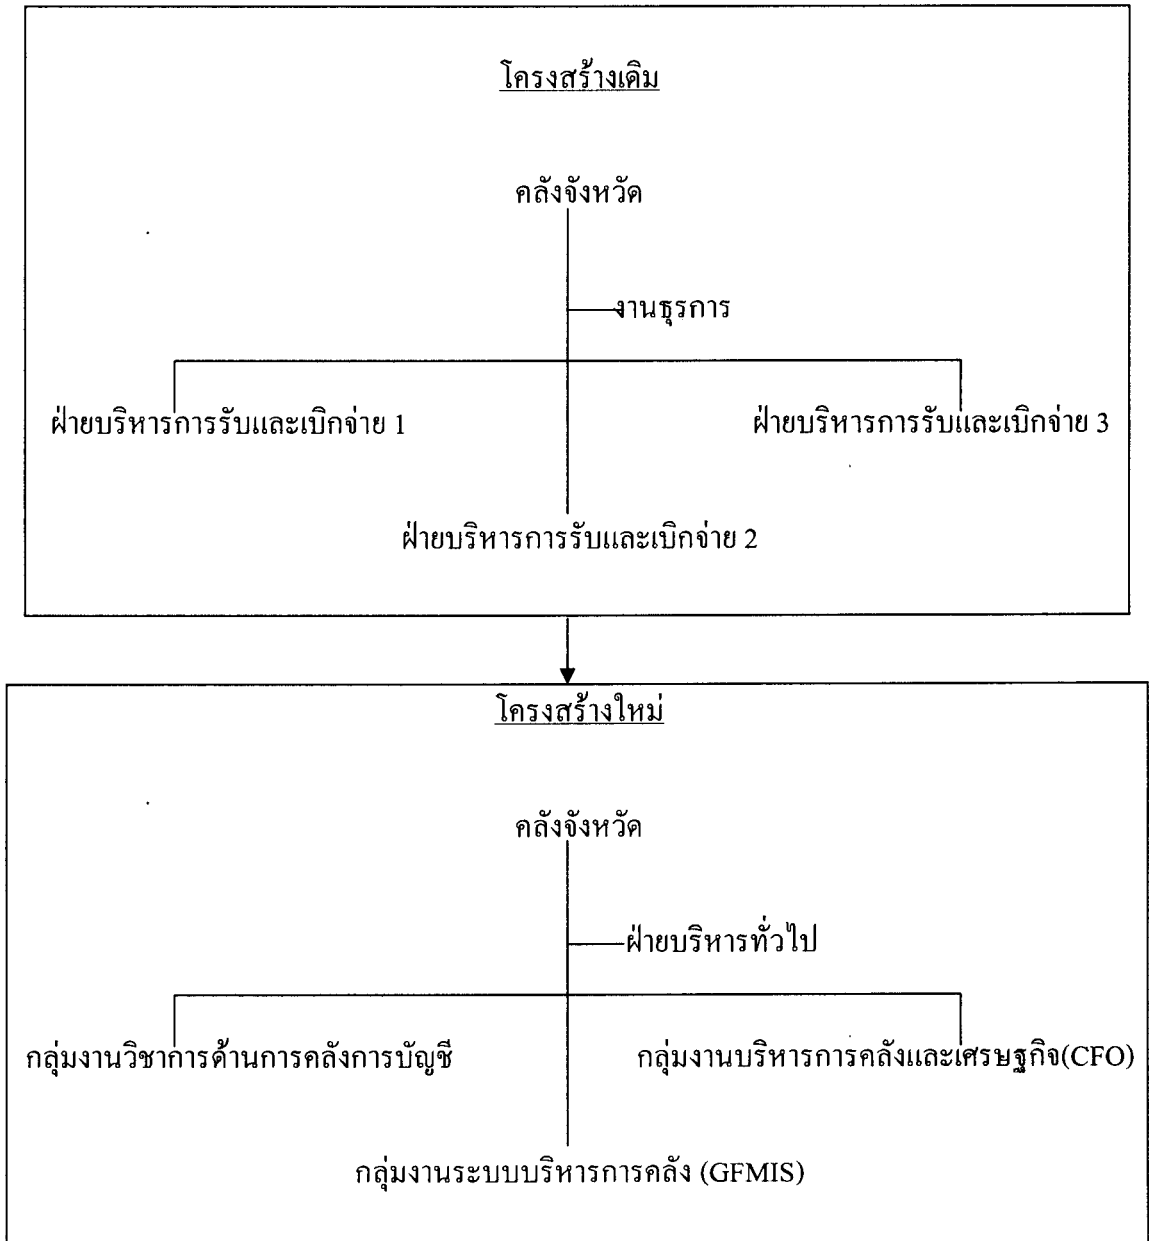 โครงสร้างเดิม
คลังจังหวัด
งานธุรการ
ฝ่ายบริหารการรับและเบิกจ่าย 1
ฝ่ายบริหารการรับและเบิกจ่าย 3
ฝ่ายบริหารการรับและเบิกจ่าย 2
โครงสร้างใหม่
คลังจังหวัด
ฝ่ายบริหารทั่วไป
กลุ่มงานวิชาการด้านการคลังการบัญชี
กลุ่มงานบริหารการคลังและเศรษฐกิจ(CFO)
กลุ่มงานระบบบริหารการคลัง (GFMIS)